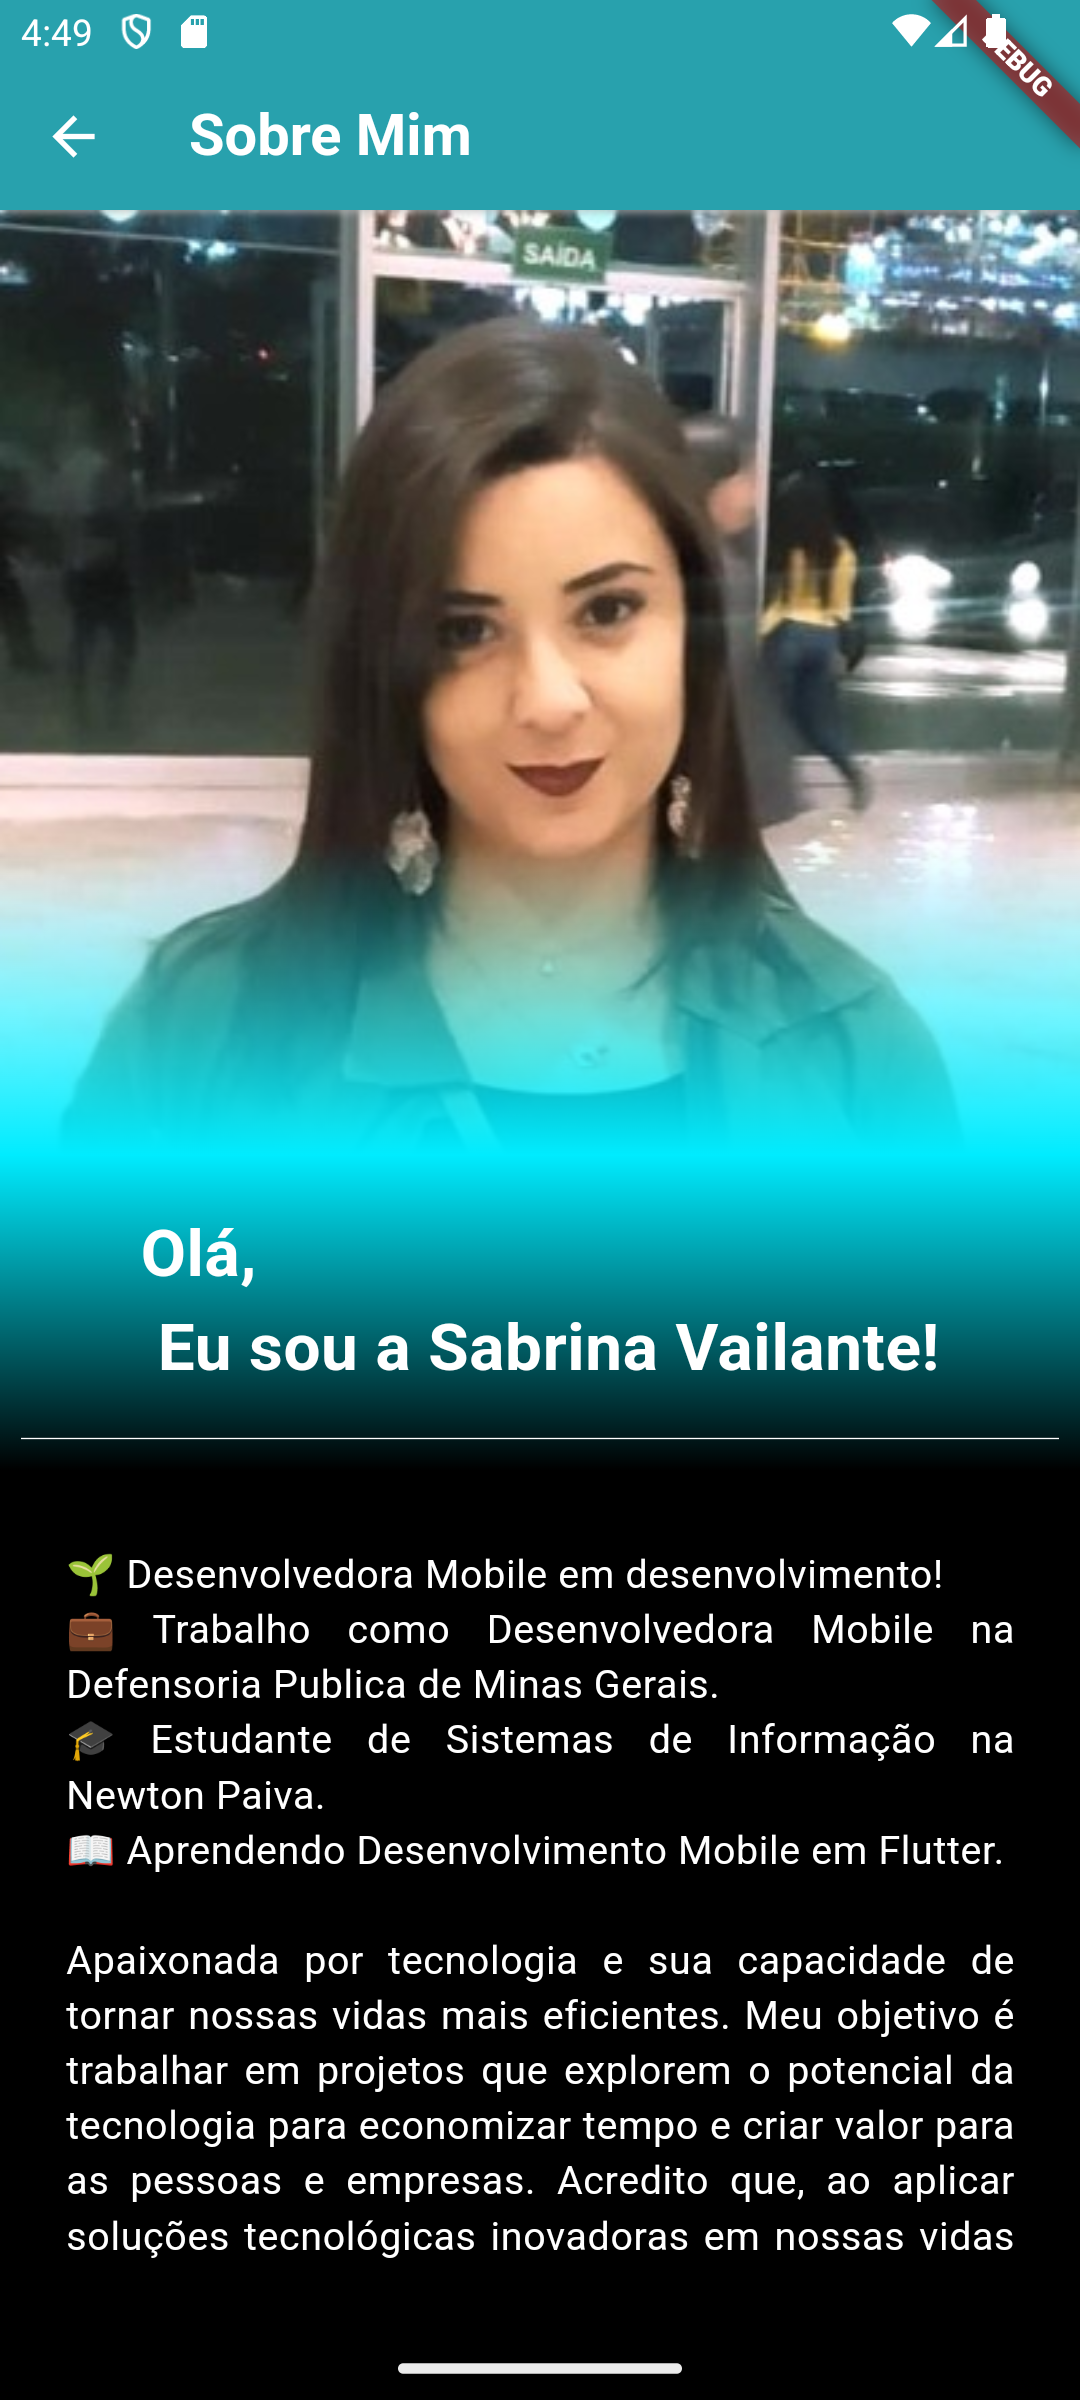 4:49
DEBUG
Sobre Mim
SAÍDA
Olá,
Eu sou a Sabrina Vailante!
🌱 Desenvolvedora Mobile em desenvolvimento!
💼 Trabalho como Desenvolvedora Mobile na
Defensoria Publica de Minas Gerais.
🎓 Estudante de Sistemas de Informação na
Newton Paiva.
📖 Aprendendo Desenvolvimento Mobile em Flutter.
Apaixonada por tecnologia e sua capacidade de
tornar nossas vidas mais eficientes. Meu objetivo é
trabalhar em projetos que explorem o potencial da
tecnologia para economizar tempo e criar valor para
as pessoas e empresas. Acredito que, ao aplicar
soluções tecnológicas inovadoras em nossas vidas